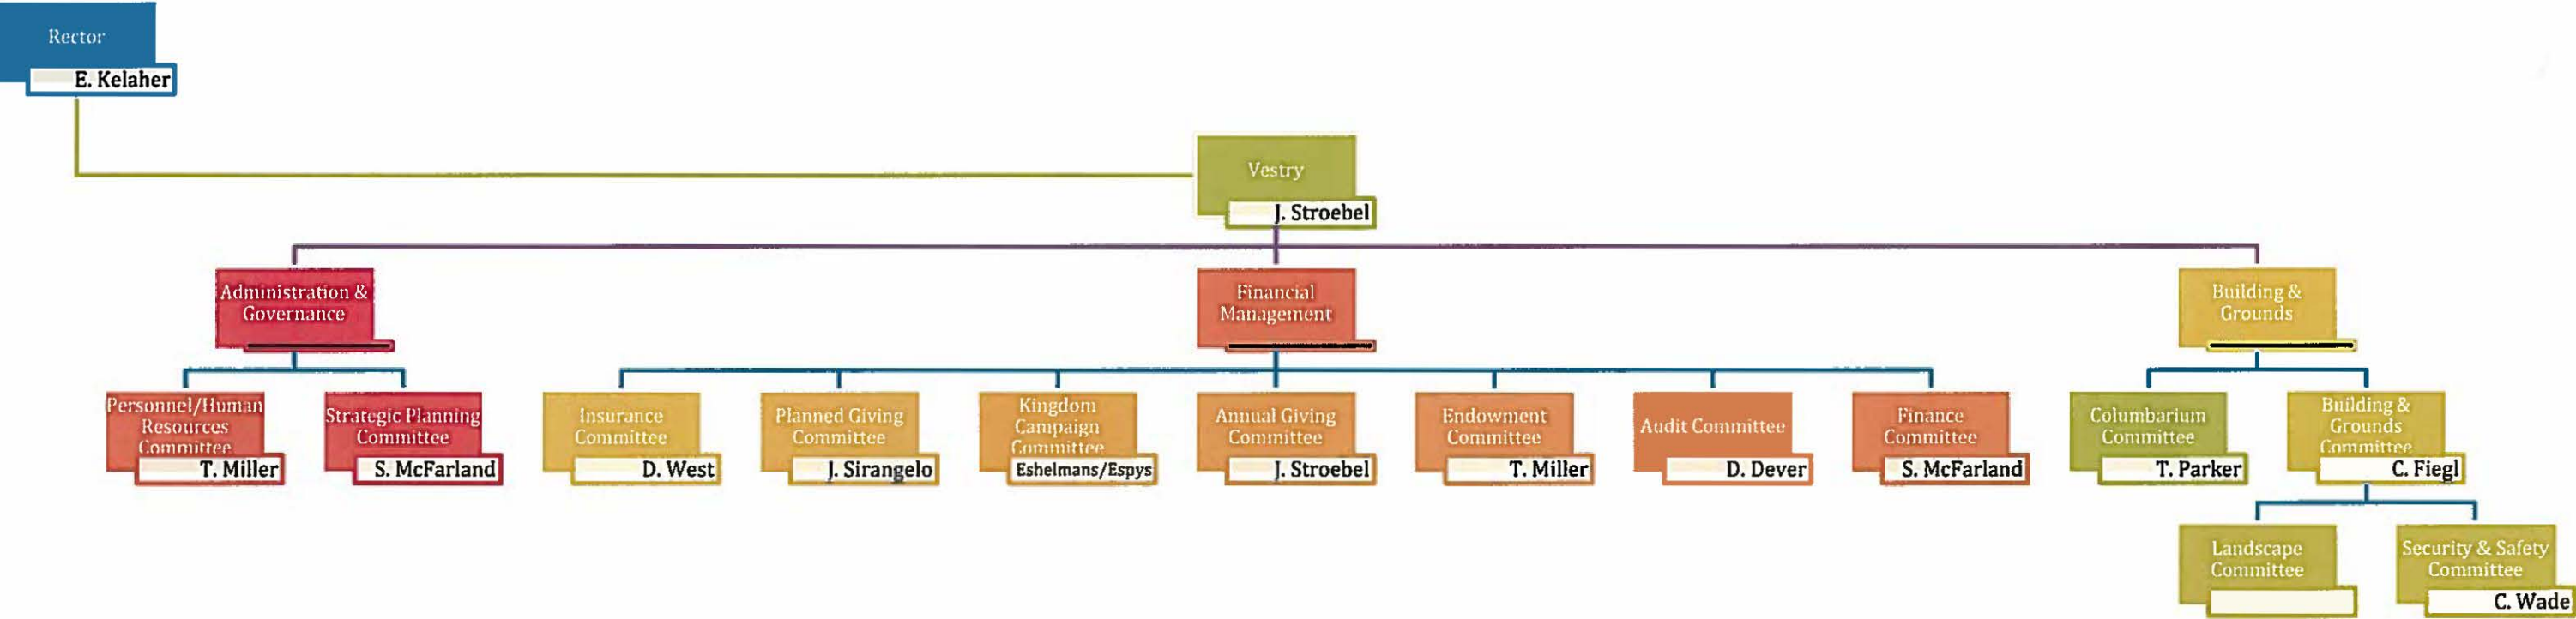 Rector
E. Kelaher
Vestry
J. Stroebel
Administration &
Governance
Financial
Management
Building &
Grounds
Personnel/Human
Resources
Committee
T. Miller
Strategic Planning
Committee
S. McFarland
Insurance
Committee
D. West
Planned Giving
Committee
J. Sirangelo
Kingdom
Campaign
Committee
Eshelmans/Espys
Annual Giving
Committee
J. Stroebel
Endowment
Committee
T. Miller
Audit Committee
D. Dever
Finance
Committee
S. McFarland
Columbarium
Committee
T. Parker
Building &
Grounds
Committee
C. Fiegl
Landscape
Committee
Security & Safety
Committee
C. Wade